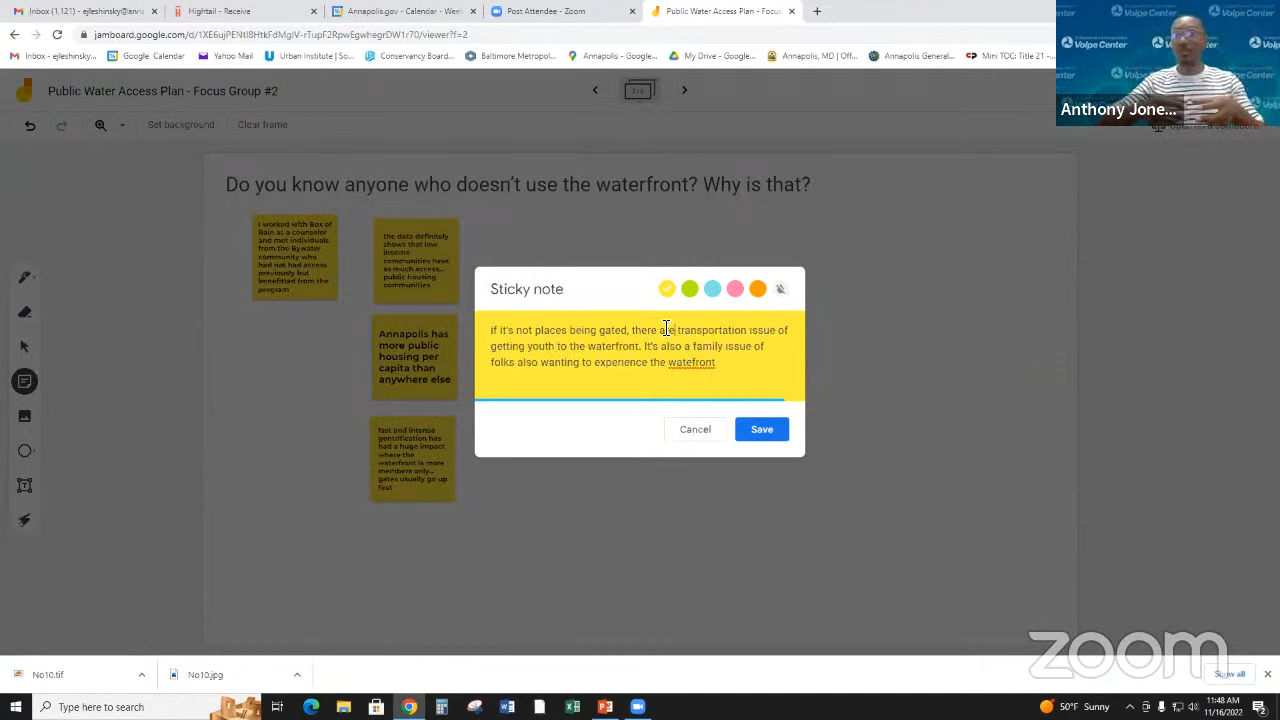 Inbox (1,121) - ejleshinsky@anna
Hightail - Receive
Annapolis.gov - Calendar - Week
Post Attendee - Zoom
Public Water Access Plan - Focus
jamboard.google.com/
/viewer?f=2
Inbox - ejleshinsky@...
Google Calendar
Yahoo Mail
Urban Institute | So...
Conservancy Board...
Baltimore Metropol...
Annapolis - Google...
My Drive - Google...
Annapolis, MD | Off...
Mini TOC: Title 21 -...
Volpe Center
Anthony Jone...
Public Water Access Plan - Focus Group #2
Set background
Clear frame
Open on a Jamboard
Do you know anyone who doesn't use the waterfront? Why is that?
I worked with Box of
Rain as a counselor
and met individuals
from the Bywater
community who
had not had access
previously but
benefitted from the
program
the data definitely
shows that low
income
communities have
as much access...
public housing
communities
Annapolis has
more public
housing per
capita than
anywhere else
fast and intense
gentrification has
had a huge impact
where the
waterfront is more
members only...
gates usually go up
fast
Sticky note
if it's not places being gated, there are transportation issue of
getting youth to the waterfront. It's also a family issue of
folks also wanting to experience the watefront
Cancel
Save
zoom
No10.tif
No10.jpg
Show all
Type here to search
50°F Sunny
11:48 AM
11/16/2022
2